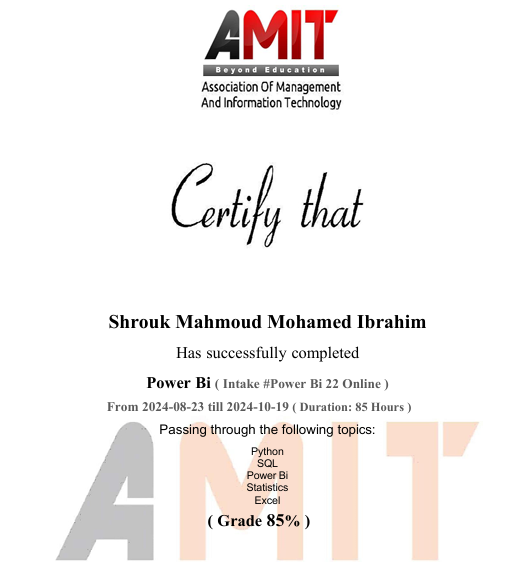 AMIT
Beyond Education
Association Of Management
And Information Technology
Certify that
Shrouk Mahmoud Mohamed Ibrahim
Has successfully completed
Power Bi ( Intake #Power Bi 22 Online )
From 2024-08-23 till 2024-10-19 ( Duration: 85 Hours )
Passing through the following topics:
Python
SQL
Power Bi
Statistics
Excel
( Grade 85% )
AMIT